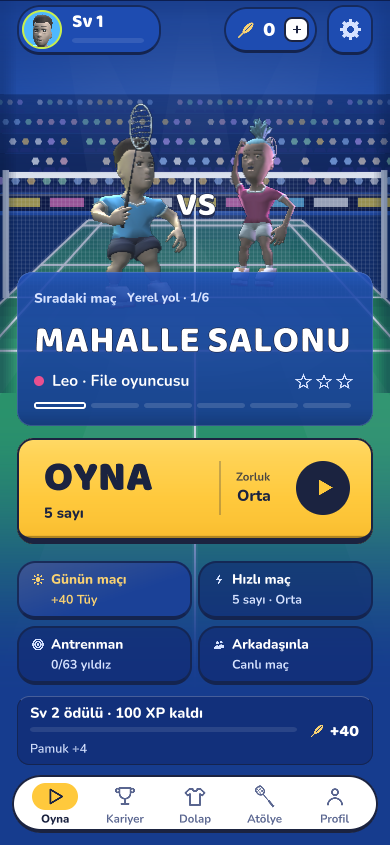 Sv 1
0 +
VS
Sıradaki maç Yerel yol · 1/6
MAHALLE SALONU
Leo · File oyuncusu
OYNA
5 sayı
Zorluk
Orta
Günün maçı
+40 Tüy
Hızlı maç
5 sayı · Orta
Antrenman
0/63 yıldız
Arkadaşınla
Canlı maç
Sv 2 ödülü · 100 XP kaldı
+40
Pamuk +4
Oyna Kariyer Dolap Atölye Profil